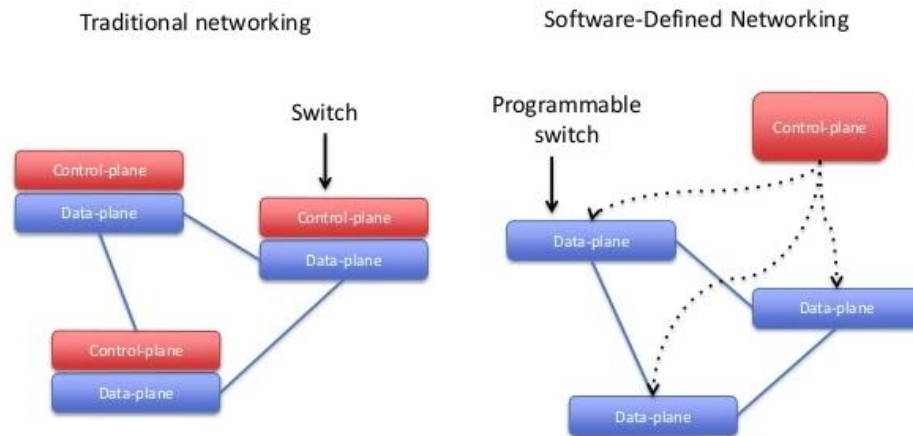 Traditional networking
Software-Defined Networking
Switch
Control-plane
Data-plane
Control-plane
Data-plane
Control-plane
Data-plane
Programmable
switch
Control-plane
Data-plane
Data-plane
Data-plane